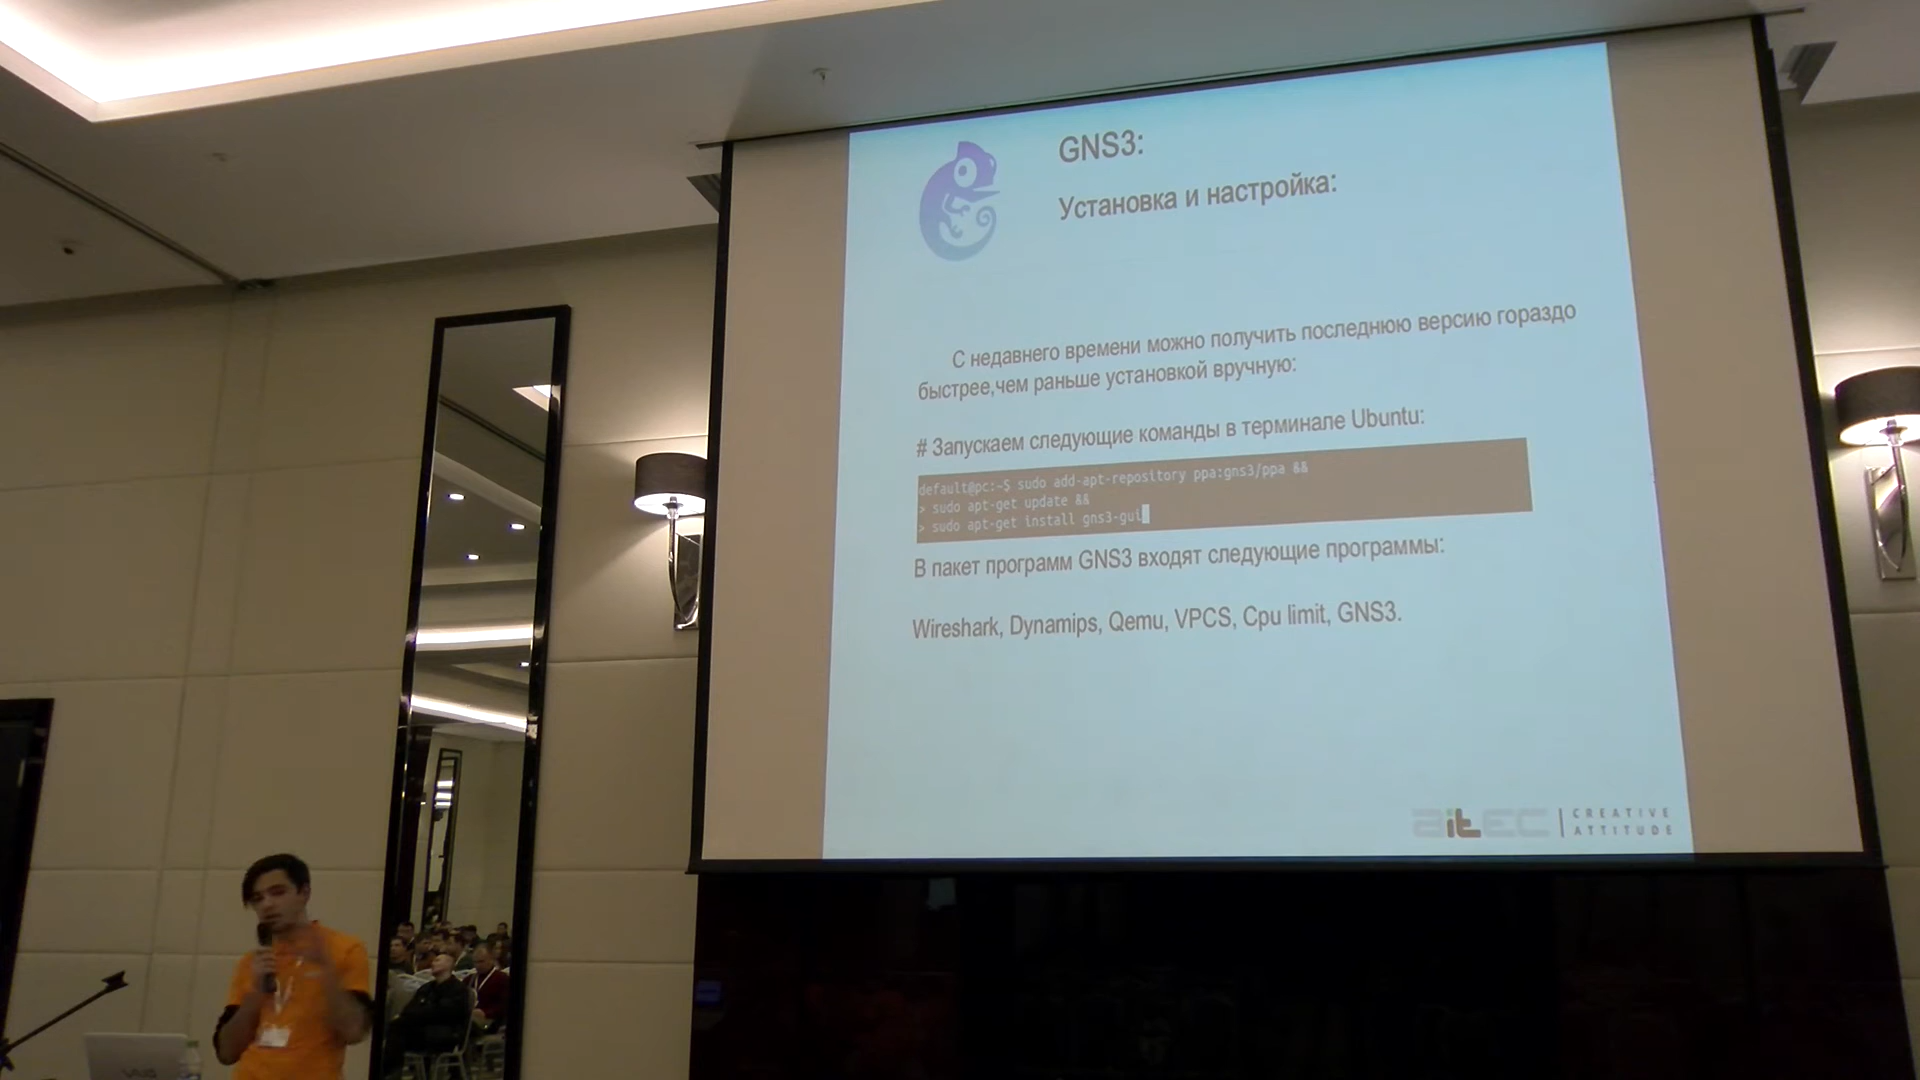 GNS3:
Установка и настройка:
С недавнего времени можно получить последнюю версию гораздо
быстрее,чем раньше установкой вручную:
# Запускаем следующие команды в терминале Ubuntu:
default@pc:~$ sudo add-apt-repository ppa:gns3/ppa &&
> sudo apt-get update &&
> sudo apt-get install gns3-gui
В пакет программ GNS3 входят следующие программы:
Wireshark, Dynamips, Qemu, VPCS, Cpu limit, GNS3.
aitec
CREATIVE
ATTITUDE
VAIO